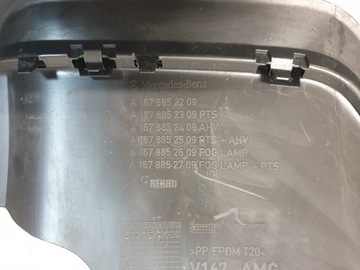 Mercedes-Benz
A 167 885 22 09
A 167 885 23 09 PTS
A 167 885 24 09 AHV
A 167 885 25 09 PTS - AHV
A 167 885 26 09 FOG LAMP
A 167 885 27 09 FOG LAMP - PTS
REHAU
>PP/EPDM T20<
V167 AMG